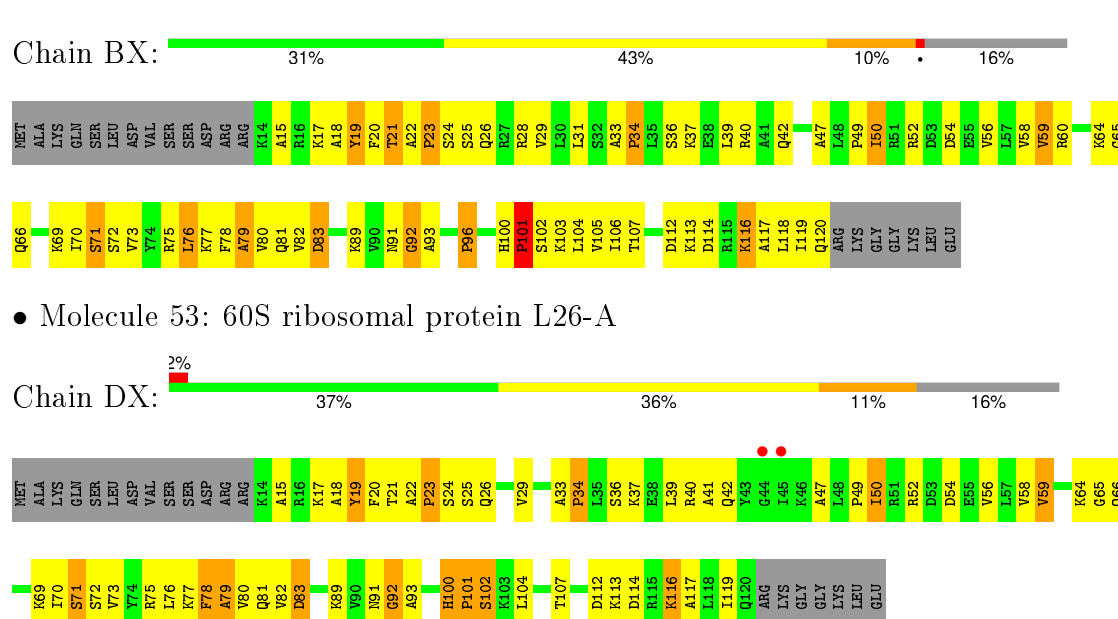 Chain BX:
31% 43% 10% • 16%
MET ALA LYS GLN SER LEU ASP VAL SER SER ASP ARG ARG K14 A15 R16 K17 A18 Y19 F20 T21 A22 P23 S24 S25 Q26 R27 R28 V29 L30 L31 S32 A33 P34 L35 S36 K37 E38 L39 R40 A41 Q42 A47 L48 P49 I50 R51 R52 D53 D54 E55 V56 L57 V58 V59 R60 K64 G65
Q66 K69 I70 S71 S72 V73 Y74 R75 L76 K77 F78 A79 V80 Q81 V82 D83 K89 V90 N91 G92 A93 P96 H100 P101 S102 K103 L104 V105 I106 T107 D112 K113 D114 R115 K116 A117 L118 I119 Q120 ARG LYS GLY GLY LYS LEU GLU
• Molecule 53: 60S ribosomal protein L26-A
2%
Chain DX:
37% 36% 11% 16%
MET ALA LYS GLN SER LEU ASP VAL SER SER ASP ARG ARG K14 A15 R16 K17 A18 Y19 F20 T21 A22 P23 S24 S25 Q26 V29 A33 P34 L35 S36 K37 E38 L39 R40 A41 Q42 Y43 G44 I45 K46 A47 L48 P49 I50 R51 R52 D53 D54 E55 V56 L57 V58 V59 K64 G65 Q66
K69 I70 S71 S72 V73 Y74 R75 L76 K77 F78 A79 V80 Q81 V82 D83 K89 V90 N91 G92 A93 H100 P101 S102 K103 L104 T107 D112 K113 D114 R115 K116 A117 L118 I119 Q120 ARG LYS GLY GLY LYS LEU GLU